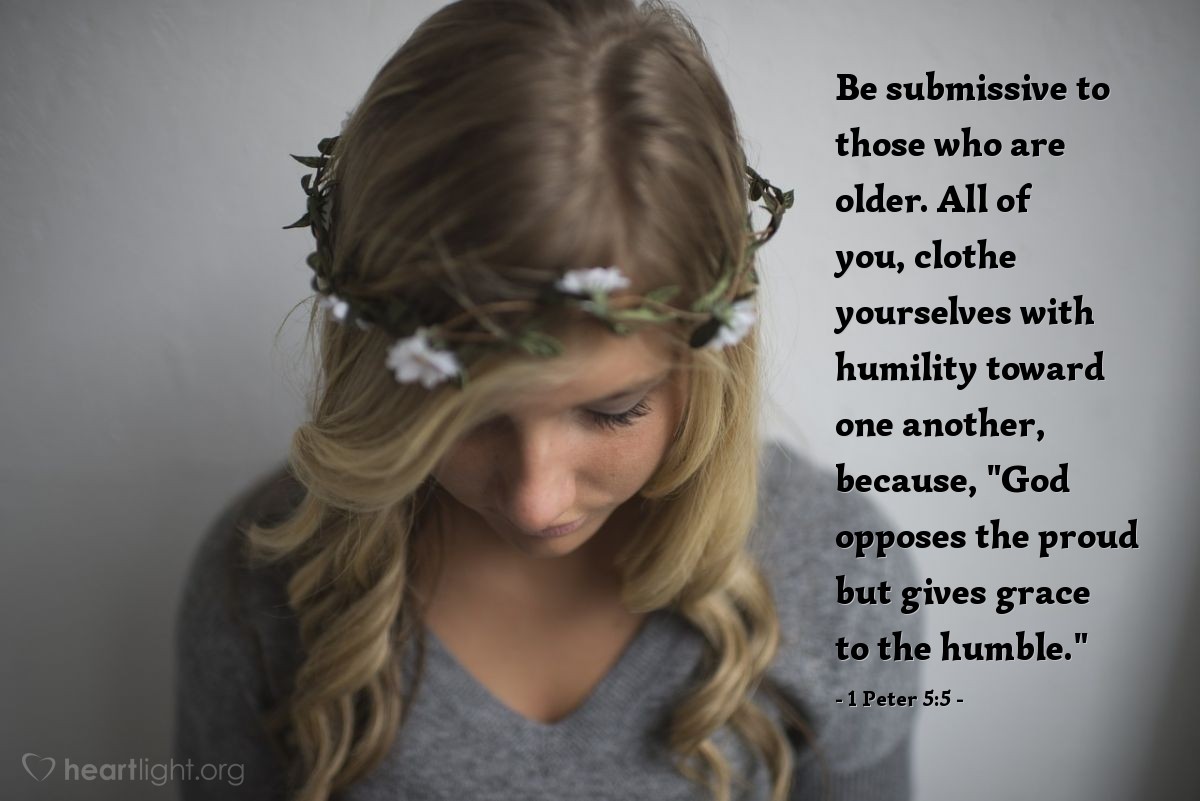 Be submissive to
those who are
older. All of
you, clothe
yourselves with
humility toward
one another,
because, "God
opposes the proud
but gives grace
to the humble."
- 1 Peter 5:5 -
heartlight.org